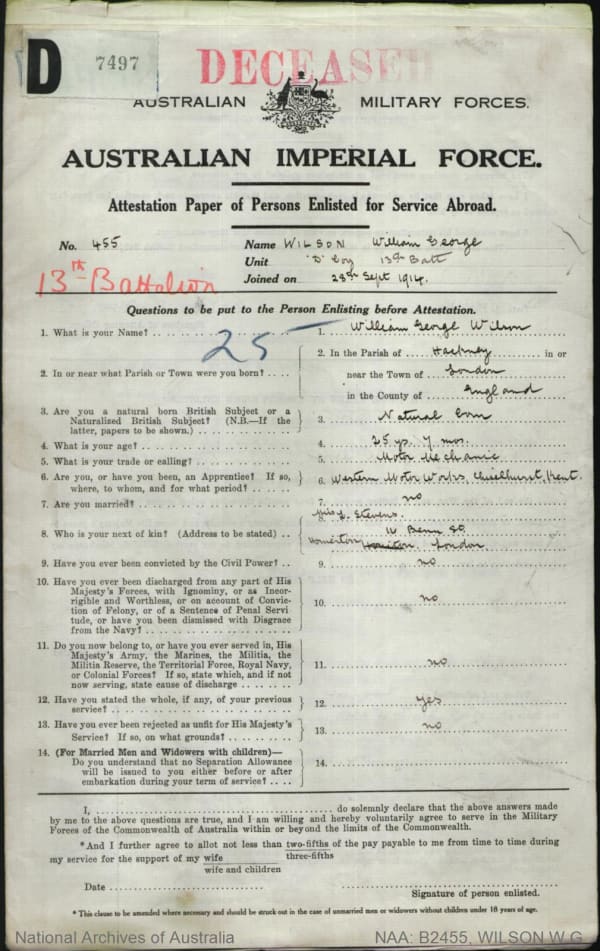 D 7497
DECEASED
AUSTRALIAN MILITARY FORCES.
AUSTRALIAN IMPERIAL FORCE.
Attestation Paper of Persons Enlisted for Service Abroad.
No. 455 Name WILSON William George
Unit "D" Coy 13th Batt
13th Battalion
Joined on 28th Sept 1914.
Questions to be put to the Person Enlisting before Attestation.
25
1. What is your Name? 1. William George Wilson
2. In or near what Parish or Town were you born? 2. In the Parish of Hackney in or
near the Town of London
in the County of England
3. Are you a natural born British Subject or a
Naturalized British Subject? (N.B.—If the
latter, papers to be shown.) 3. Natural Born
4. What is your age? 4. 25 ys. 7 mos.
5. What is your trade or calling? 5. Motor Mechanic
6. Are you, or have you been, an Apprentice? If so,
where, to whom, and for what period? 6. Western Motor Works, Chiselhurst, Kent.
7. Are you married? 7. no
8. Who is your next of kin? (Address to be stated) 8. Miss Stevens
Benn St.
Homerton London
9. Have you ever been convicted by the Civil Power? 9. no
10. Have you ever been discharged from any part of His
Majesty's Forces, with Ignominy, or as Incor-
rigible and Worthless, or on account of Convic-
tion of Felony, or of a Sentence of Penal Servi
tude, or have you been dismissed with Disgrace
from the Navy? 10. no
11. Do you now belong to, or have you ever served in, His
Majesty's Army, the Marines, the Militia, the
Militia Reserve, the Territorial Force, Royal Navy,
or Colonial Forces? If so, state which, and if not
now serving, state cause of discharge 11. no
12. Have you stated the whole, if any, of your previous
service? 12. yes
13. Have you ever been rejected as unfit for His Majesty's
Service? If so, on what grounds? 13. no
14. (For Married Men and Widowers with children)—
Do you understand that no Separation Allowance
will be issued to you either before or after
embarkation during your term of service? 14.
I, do solemnly declare that the above answers made
by me to the above questions are true, and I am willing and hereby voluntarily agree to serve in the Military
Forces of the Commonwealth of Australia within or beyond the limits of the Commonwealth.
*And I further agree to allot not less than two-fifths of the pay payable to me from time to time during
three-fifths
my service for the support of my wife
wife and children
Date
Signature of person enlisted.
* This clause to be amended where necessary and should be struck out in the case of unmarried men or widowers without children under 18 years of age.
National Archives of Australia NAA: B2455, WILSON W G